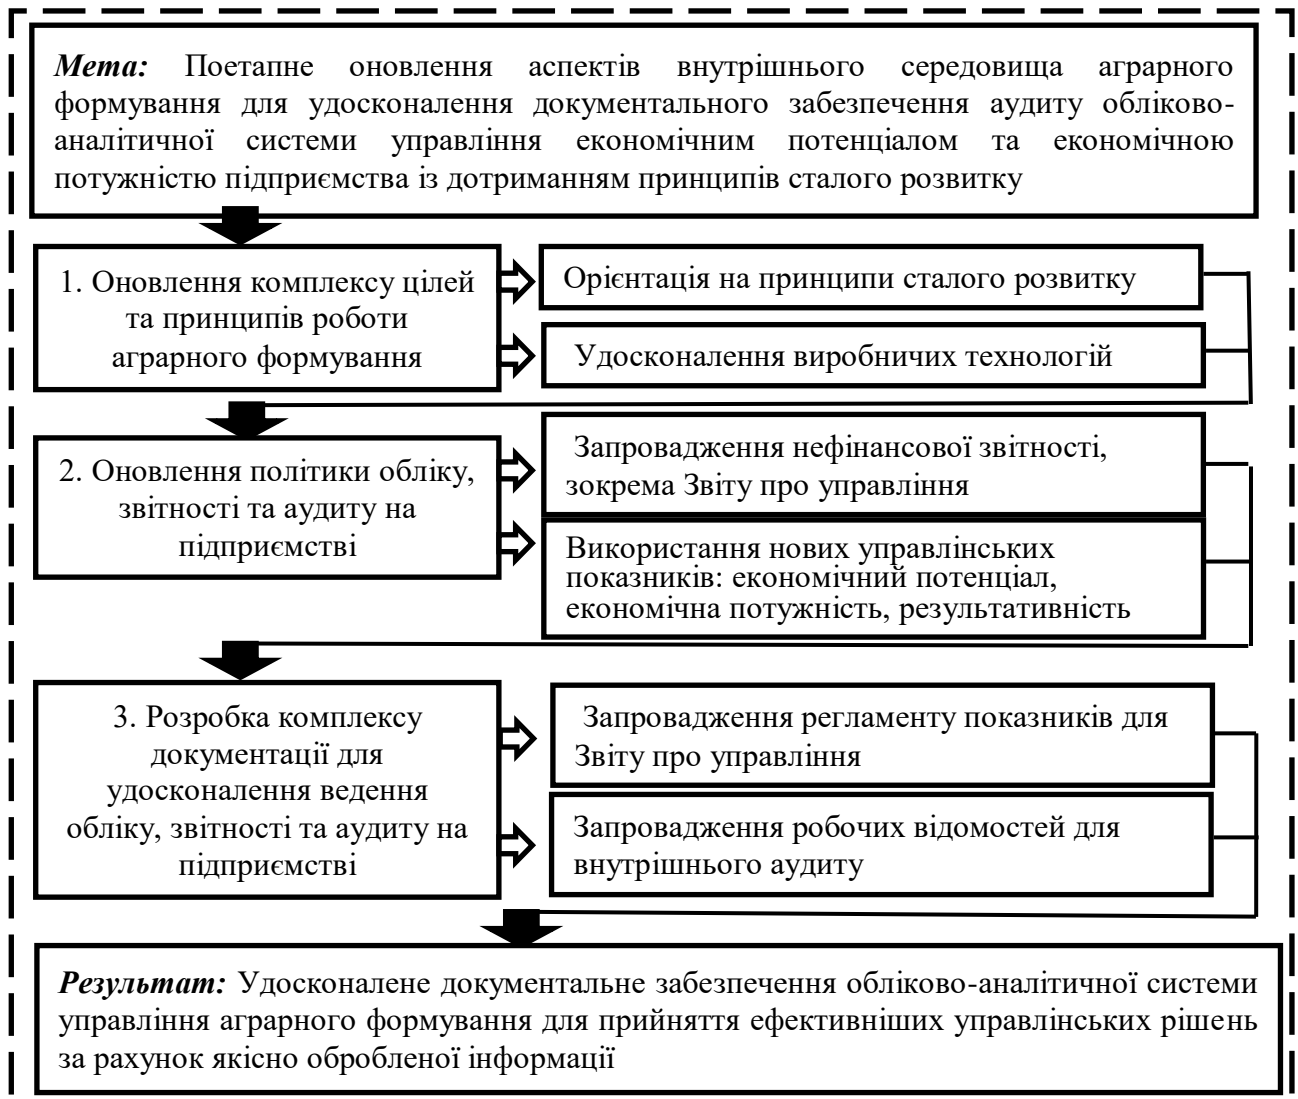 Мета: Поетапне оновлення аспектів внутрішнього середовища аграрного
формування для удосконалення документального забезпечення аудиту обліково-
аналітичної системи управління економічним потенціалом та економічною
потужністю підприємства із дотриманням принципів сталого розвитку
1. Оновлення комплексу цілей
та принципів роботи
аграрного формування
Орієнтація на принципи сталого розвитку
Удосконалення виробничих технологій
2. Оновлення політики обліку,
звітності та аудиту на
підприємстві
Запровадження нефінансової звітності,
зокрема Звіту про управління
Використання нових управлінських
показників: економічний потенціал,
економічна потужність, результативність
3. Розробка комплексу
документації для
удосконалення ведення
обліку, звітності та аудиту на
підприємстві
Запровадження регламенту показників для
Звіту про управління
Запровадження робочих відомостей для
внутрішнього аудиту
Результат: Удосконалене документальне забезпечення обліково-аналітичної системи
управління аграрного формування для прийняття ефективніших управлінських рішень
за рахунок якісно обробленої інформації